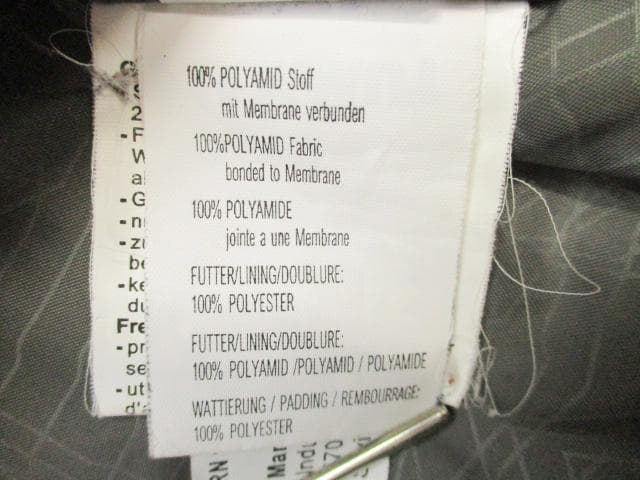 100% POLYAMID Stoff
mit Membrane verbunden
100%POLYAMID Fabric
bonded to Membrane
100% POLYAMIDE
jointe a une Membrane
FUTTER/LINING/DOUBLURE:
100% POLYESTER
FUTTER/LINING/DOUBLURE:
100% POLYAMID /POLYAMID / POLYAMIDE
WATTIERUNG / PADDING / REMBOURRAGE:
100% POLYESTER